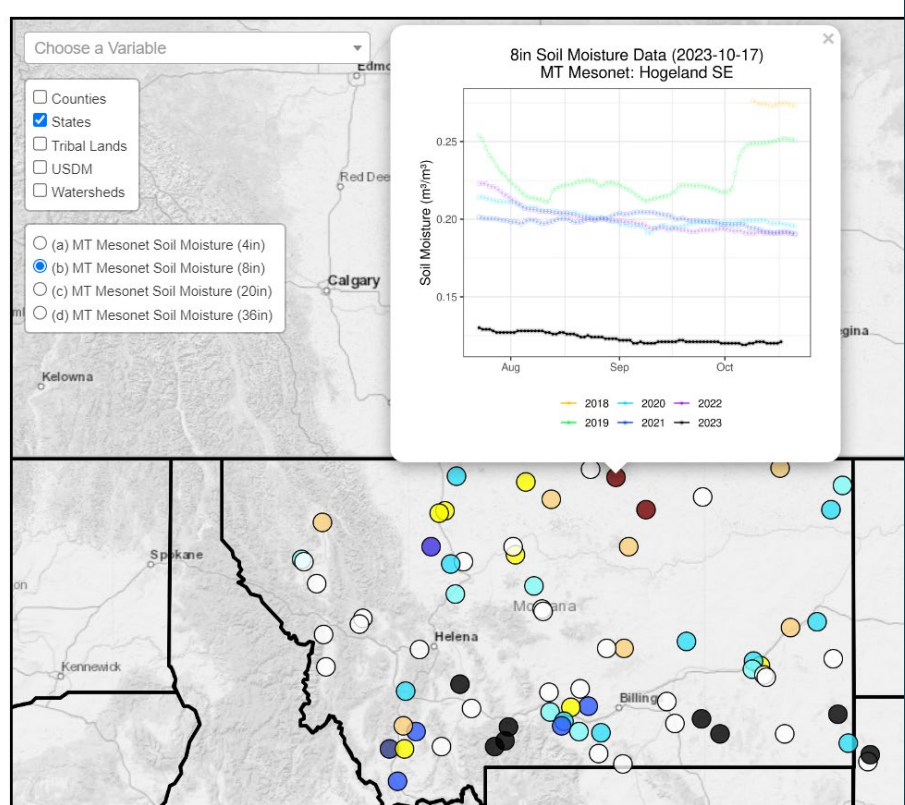 Choose a Variable
Counties
States
Tribal Lands
USDM
Watersheds
(a) MT Mesonet Soil Moisture (4in)
(b) MT Mesonet Soil Moisture (8in)
(c) MT Mesonet Soil Moisture (20in)
(d) MT Mesonet Soil Moisture (36in)
×
8in Soil Moisture Data (2023-10-17)
MT Mesonet: Hogeland SE
Soil Moisture (m³/m³)
0.25
0.20
0.15
Aug Sep Oct
2018 2020 2022
2019 2021 2023
Edmo
Red Dee
Calgary
egina
Kelowna
Spokane
on
Montana
Helena
Kennewick
Billing